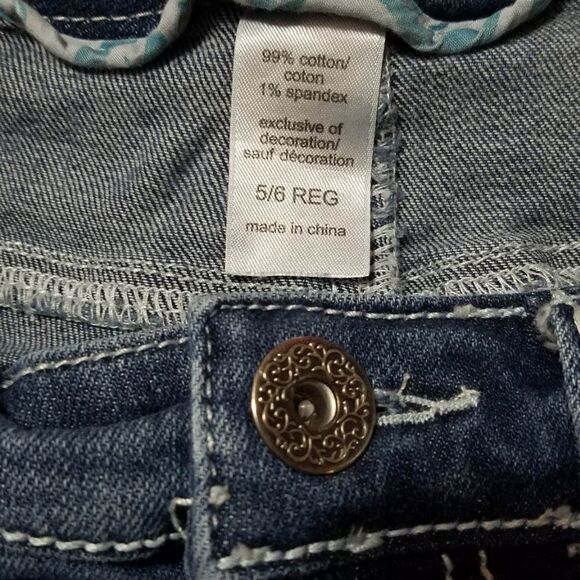 99% cotton/
coton
1% spandex
exclusive of
decoration/
sauf décoration
5/6 REG
made in china